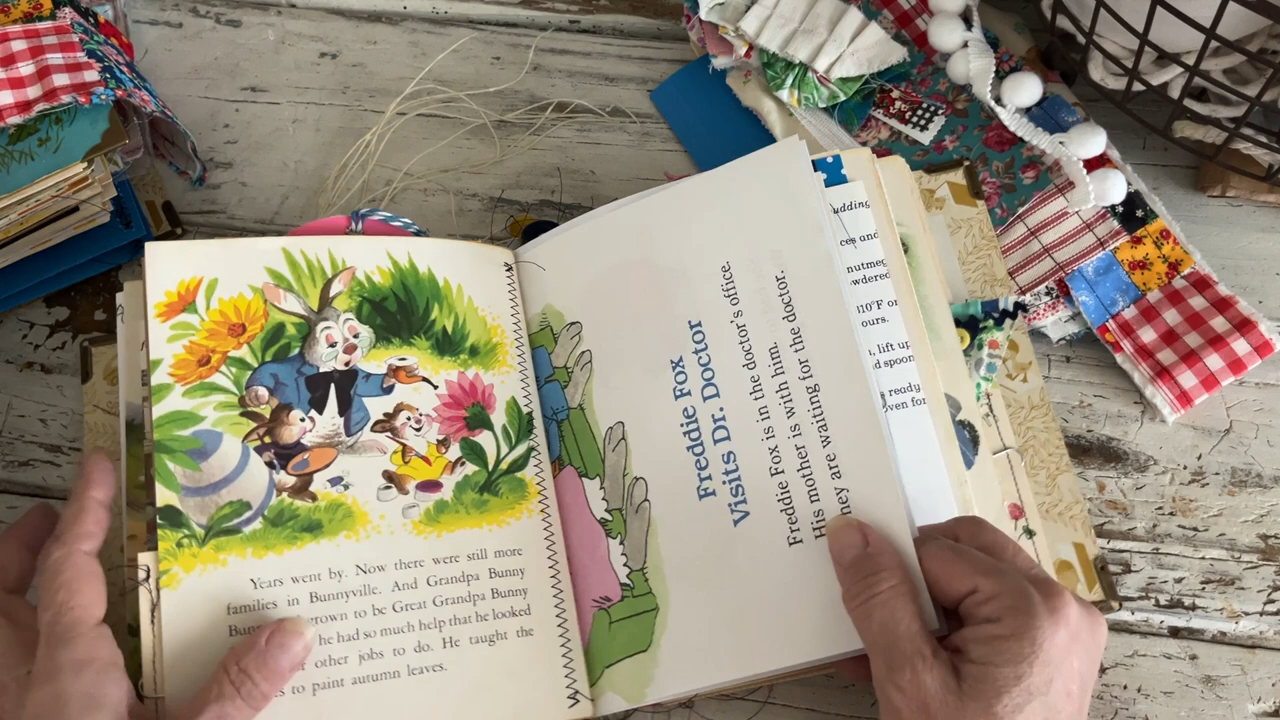 Years went by. Now there were still more
families in Bunnyville. And Grandpa Bunny
grown to be Great Grandpa Bunny
he had so much help that he looked
other jobs to do. He taught the
to paint autumn leaves.
Freddie Fox
Visits Dr. Doctor
Freddie Fox is in the doctor's office.
His mother is with him.
are waiting for the doctor.
and
nutmeg
110°F or
ours.
, lift up
spoon
ready